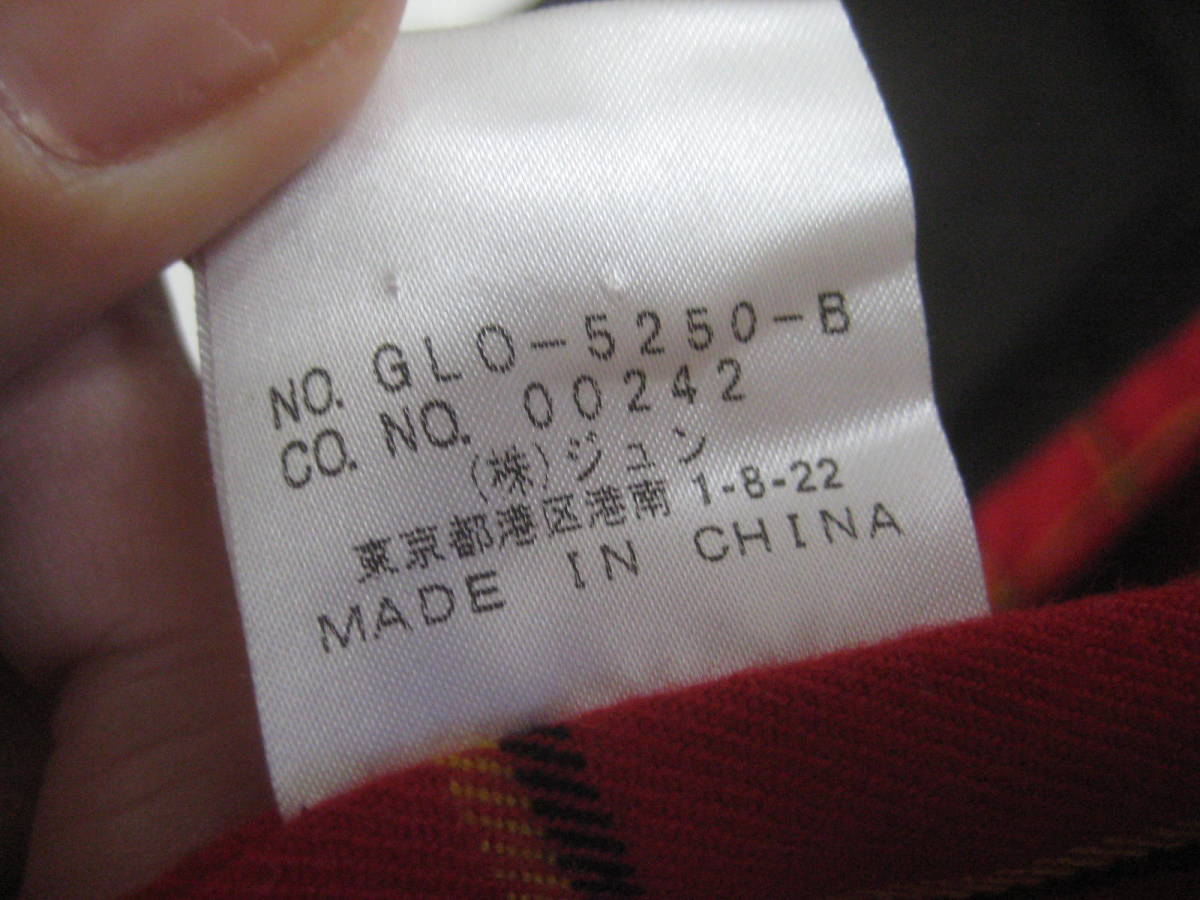 NO. GLO-5250-B
CO. NO. 00242
(株)ジュン
東京都港区港南 1-8-22
MADE IN CHINA